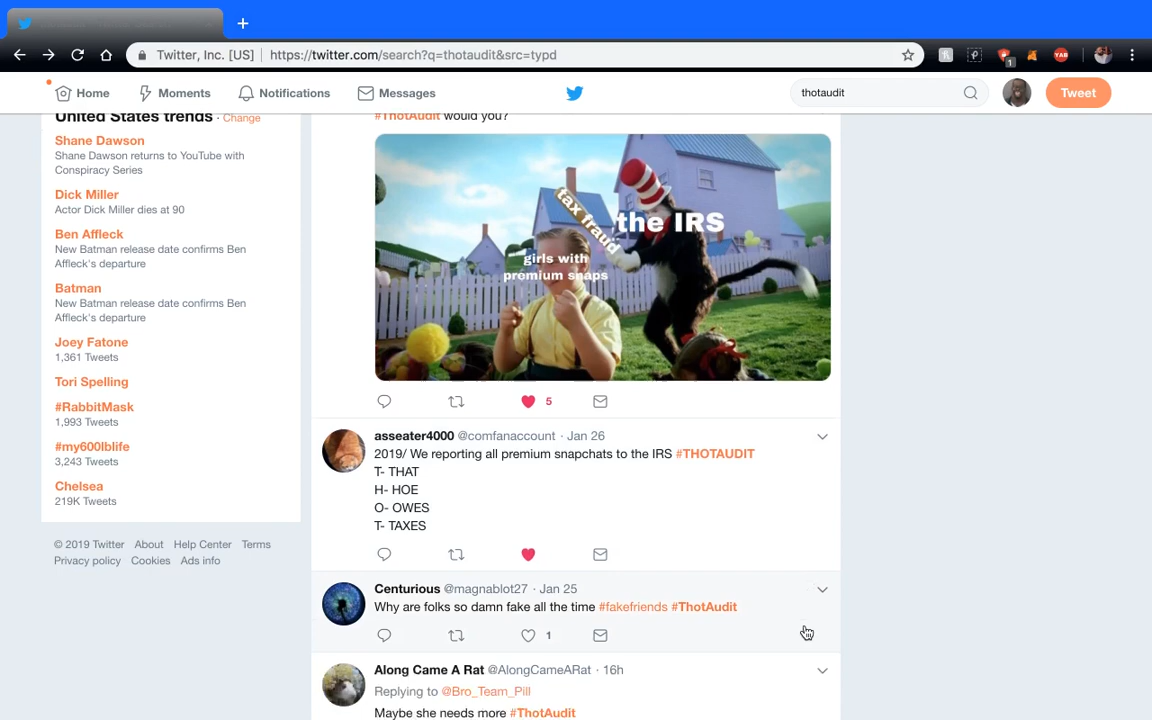 Twitter, Inc. [US] https://twitter.com/search?q=thotaudit&src=typd
1
YAB
Home Moments Notifications Messages
thotaudit
Tweet
United States trends · Change
Shane Dawson
Shane Dawson returns to YouTube with
Conspiracy Series
Dick Miller
Actor Dick Miller dies at 90
Ben Affleck
New Batman release date confirms Ben
Affleck's departure
Batman
New Batman release date confirms Ben
Affleck's departure
Joey Fatone
1,361 Tweets
Tori Spelling
#RabbitMask
1,993 Tweets
#my600lblife
3,243 Tweets
Chelsea
219K Tweets
© 2019 Twitter About Help Center Terms
Privacy policy Cookies Ads info
#ThotAudit would you?
tax fraud
the IRS
girls with
premium snaps
5
asseater4000 @comfanaccount · Jan 26
2019/ We reporting all premium snapchats to the IRS #THOTAUDIT
T- THAT
H- HOE
O- OWES
T- TAXES
Centurious @magnablot27 · Jan 25
Why are folks so damn fake all the time #fakefriends #ThotAudit
1
Along Came A Rat @AlongCameARat · 16h
Replying to @Bro_Team_Pill
Maybe she needs more #ThotAudit